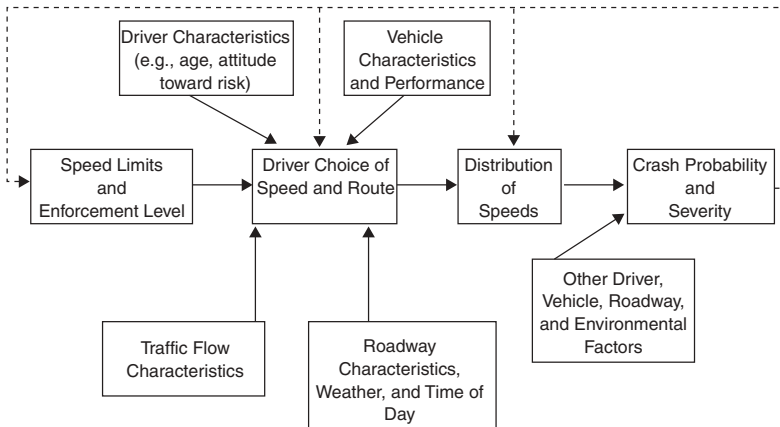 Driver Characteristics
(e.g., age, attitude
toward risk)
Vehicle
Characteristics
and Performance
Speed Limits
and
Enforcement Level
Driver Choice of
Speed and Route
Distribution
of
Speeds
Crash Probability
and
Severity
Traffic Flow
Characteristics
Roadway
Characteristics,
Weather, and Time of
Day
Other Driver,
Vehicle, Roadway,
and Environmental
Factors